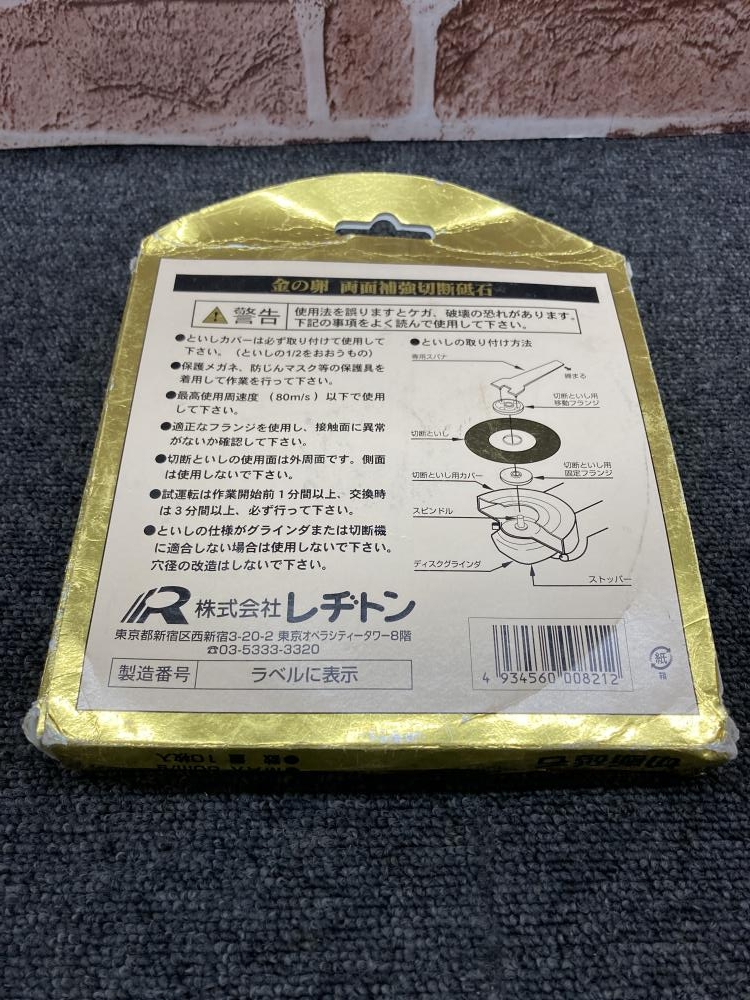 金の卵 両面補強切断砥石
警告
使用法を誤りますとケガ、破壊の恐れがあります。
下記の事項をよく読んで使用して下さい。
●といしカバーは必ず取り付けて使用して
下さい。（といしの1/2をおおうもの）
●保護メガネ、防じんマスク等の保護具を
着用して作業を行って下さい。
●最高使用周速度（80m/s）以下で使用
して下さい。
●適正なフランジを使用し、接触面に異常
がないか確認して下さい。
●切断といしの使用面は外周面です。側面
は使用しないで下さい。
●試運転は作業開始前1分間以上、交換時
は3分間以上、必ず行って下さい。
●といしの仕様がグラインダまたは切断機
に適合しない場合は使用しないで下さい。
穴径の改造はしないで下さい。
●といしの取り付け方法
専用スパナ
締まる
切断といし用
移動フランジ
切断といし
切断といし用
固定フランジ
切断といし用カバー
スピンドル
ディスクグラインダ
ストッパー
R 株式会社 レヂトン
東京都新宿区西新宿3-20-2 東京オペラシティータワー8階
☎03-5333-3320
製造番号 ラベルに表示
4 934560 008212
紙
箱
●数量 10枚入
切断砥石